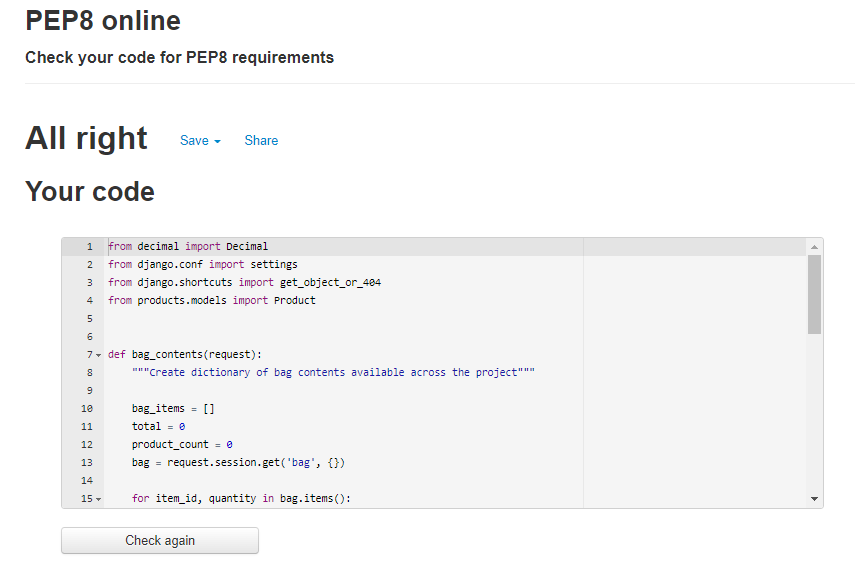 PEP8 online
Check your code for PEP8 requirements
All right Save Share
Your code
1 from decimal import Decimal
2 from django.conf import settings
3 from django.shortcuts import get_object_or_404
4 from products.models import Product
5
6
7 def bag_contents(request):
8 """Create dictionary of bag contents available across the project"""
9
10 bag_items = []
11 total = 0
12 product_count = 0
13 bag = request.session.get('bag', {})
14
15 for item_id, quantity in bag.items():
Check again